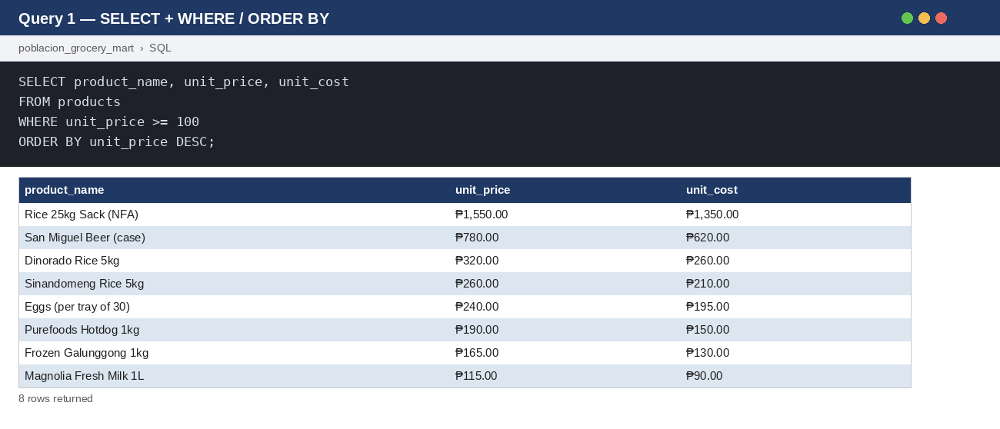 Query 1 — SELECT + WHERE / ORDER BY
poblacion_grocery_mart › SQL
SELECT product_name, unit_price, unit_cost
FROM products
WHERE unit_price >= 100
ORDER BY unit_price DESC;
product_name unit_price unit_cost
Rice 25kg Sack (NFA) ₱1,550.00 ₱1,350.00
San Miguel Beer (case) ₱780.00 ₱620.00
Dinorado Rice 5kg ₱320.00 ₱260.00
Sinandomeng Rice 5kg ₱260.00 ₱210.00
Eggs (per tray of 30) ₱240.00 ₱195.00
Purefoods Hotdog 1kg ₱190.00 ₱150.00
Frozen Galunggong 1kg ₱165.00 ₱130.00
Magnolia Fresh Milk 1L ₱115.00 ₱90.00
8 rows returned